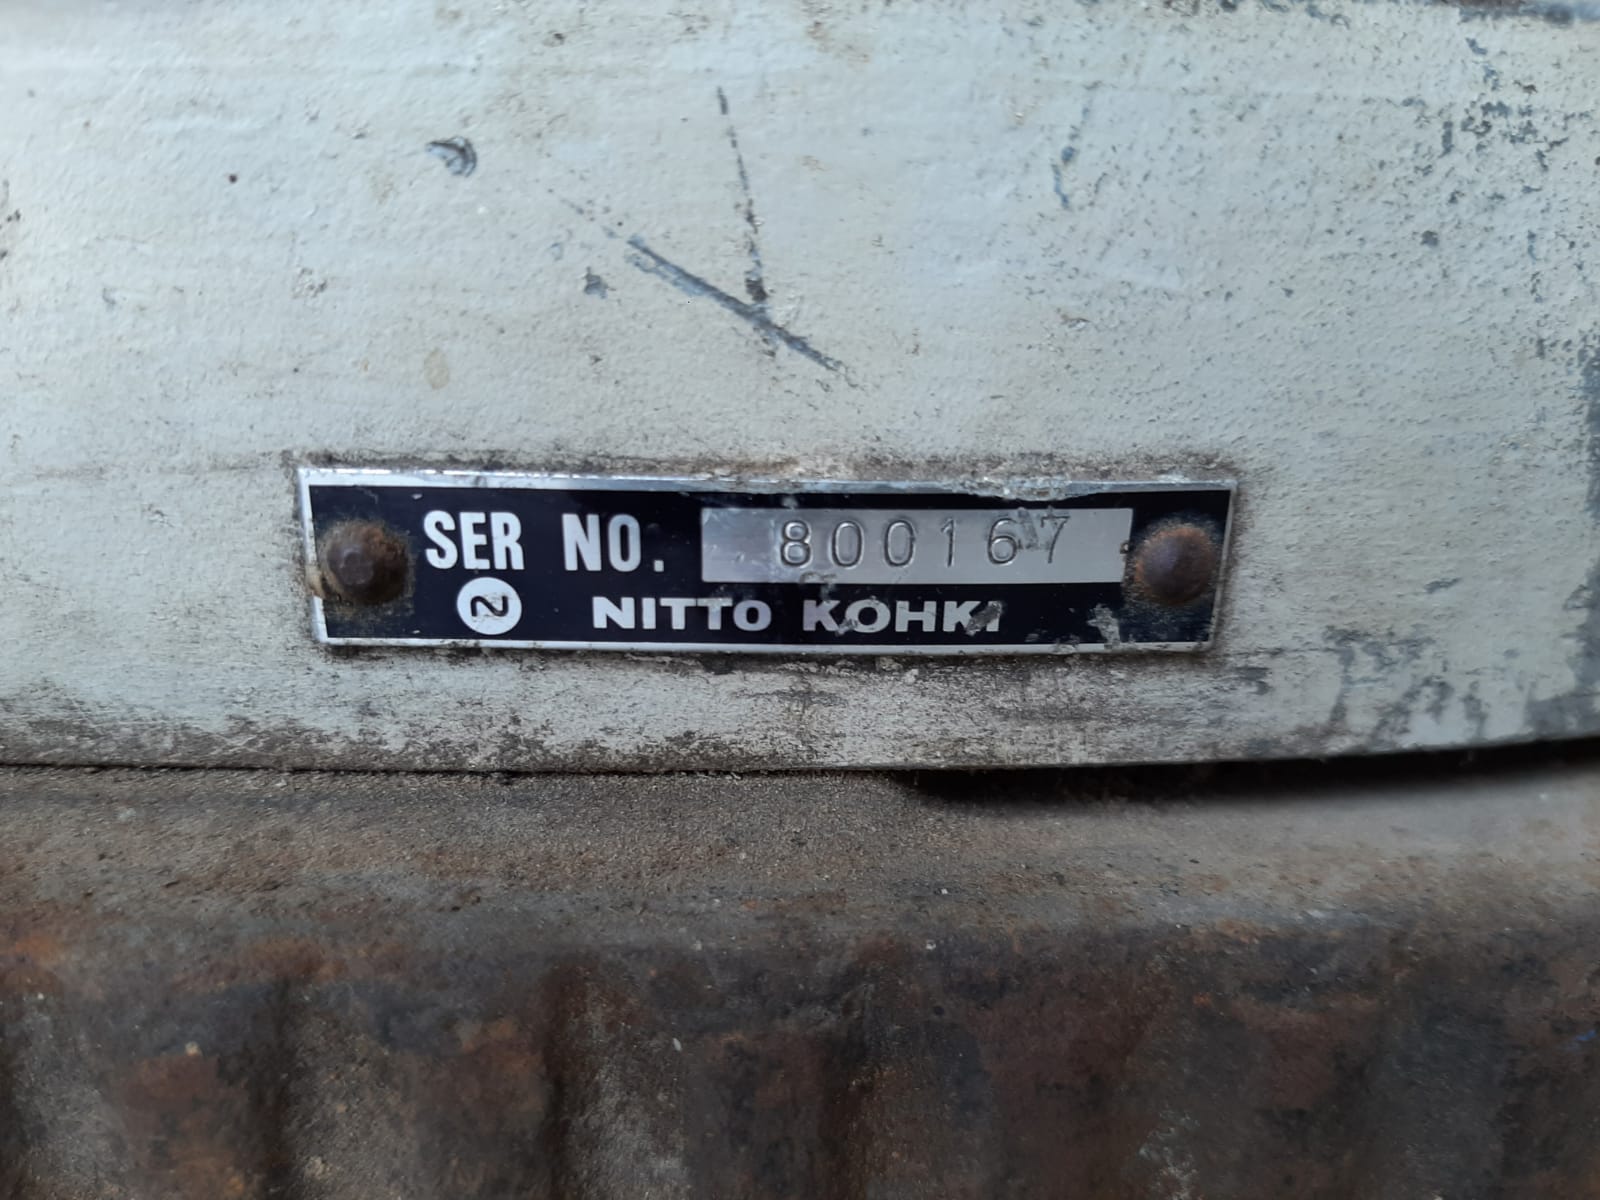 SER NO. 800167
NITTO KOHKI